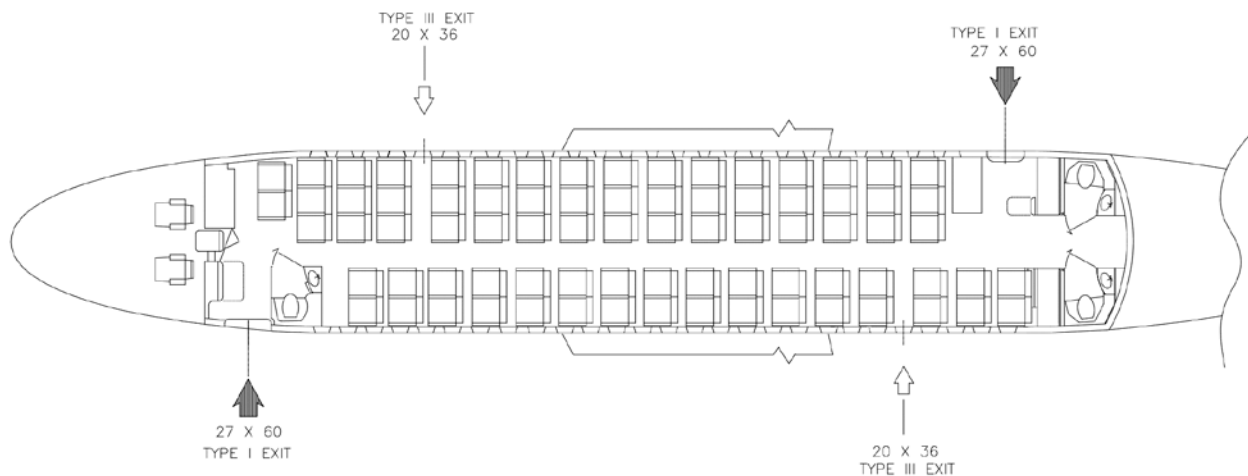 TYPE III EXIT
20 X 36
TYPE I EXIT
27 X 60
27 X 60
TYPE I EXIT
20 X 36
TYPE III EXIT